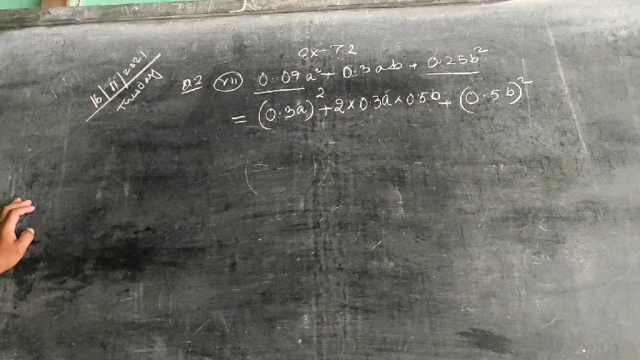 16/11/2021
Tuesday
Ex-7.2
Q2 (vii) 0.09a² + 0.3ab + 0.25b²
= (0.3a)² + 2×0.3a×0.5b + (0.5b)²